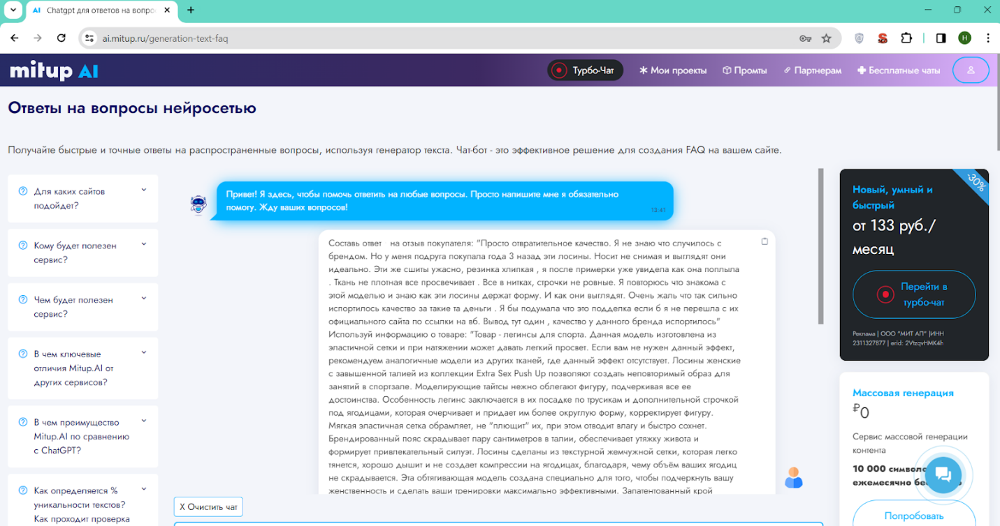 Chatgpt для ответов на вопро
ai.mitup.ru/generation-text-faq
H
mitup AI
Турбо-Чат
Мои проекты
Промты
Партнерам
Бесплатные чаты
Ответы на вопросы нейросетью
Получайте быстрые и точные ответы на распространенные вопросы, используя генератор текста. Чат-бот - это эффективное решение для создания FAQ на вашем сайте.
Для каких сайтов
подойдет?
Кому будет полезен
сервис?
Чем будет полезен
сервис?
В чем ключевые
отличия Mitup.AI от
других сервисов?
В чем преимущество
Mitup.AI по сравнению
с ChatGPT?
Как определяется %
уникальности текстов?
Как проходит проверка
Привет! Я здесь, чтобы помочь ответить на любые вопросы. Просто напишите мне я обязательно
помогу. Жду ваших вопросов!
13:41
Составь ответ на отзыв покупателя: "Просто отвратительное качество. Я не знаю что случилось с
брендом. Но у меня подруга покупала года 3 назад эти лосины. Носит не снимая и выглядят они
идеально. Эти же сшиты ужасно, резинка хлипкая , я после примерки уже увидела как она поплыла
. Ткань не плотная все просвечивает . Все в нитках, строчки не ровные. Я повторюсь что знакома с
этой моделью и знаю как эти лосины держат форму. И как они выглядят. Очень жаль что так сильно
испортилось качество за такие та деньги . Я бы подумала что это подделка если б я не перешла с их
официального сайта по ссылки на вб. Вывод тут один , качество у данного бренда испортилось"
Используй информацию о товаре: "Товар - легинсы для спорта. Данная модель изготовлена из
эластичной сетки и при натяжении может давать легкий просвет. Если вам не нужен данный эффект,
рекомендуем аналогичные модели из других тканей, где данный эффект отсутствует. Лосины женские
с завышенной талией из коллекции Extra Sex Push Up позволяют создать неповторимый образ для
занятий в спортзале. Моделирующие тайтсы нежно облегают фигуру, подчеркивая все ее
достоинства. Особенность легинс заключается в их посадке по трусикам и дополнительной строчкой
под ягодицами, которая очерчивает и придает им более округлую форму, корректирует фигуру.
Мягкая эластичная сетка обрамляет, не "плющит" их, при этом отводит влагу и быстро сохнет.
Брендированный пояс скрадывает пару сантиметров в талии, обеспечивает утяжку живота и
формирует привлекательный силуэт. Лосины сделаны из текстурной жемчужной сетки, которая легко
тянется, хорошо дышит и не создает компрессии на ягодицах, благодаря, чему объём ваших ягодиц
не скрадывается. Эта обтягивающая модель создана специально для того, чтобы подчеркнуть вашу
женственность и сделать ваши тренировки максимально эффективными. Запатентованный крой
X Очистить чат
-30%
Новый, умный и
быстрый
от 133 руб./
месяц
Перейти в
турбо-чат
Реклама | ООО "МИТ АП" |ИНН
2311327877 | erid: 2VtzqvHMK4h
Массовая генерация
₽0
Сервис массовой генерации
контента
10 000 символо
ежемесячно бе
Попробовать